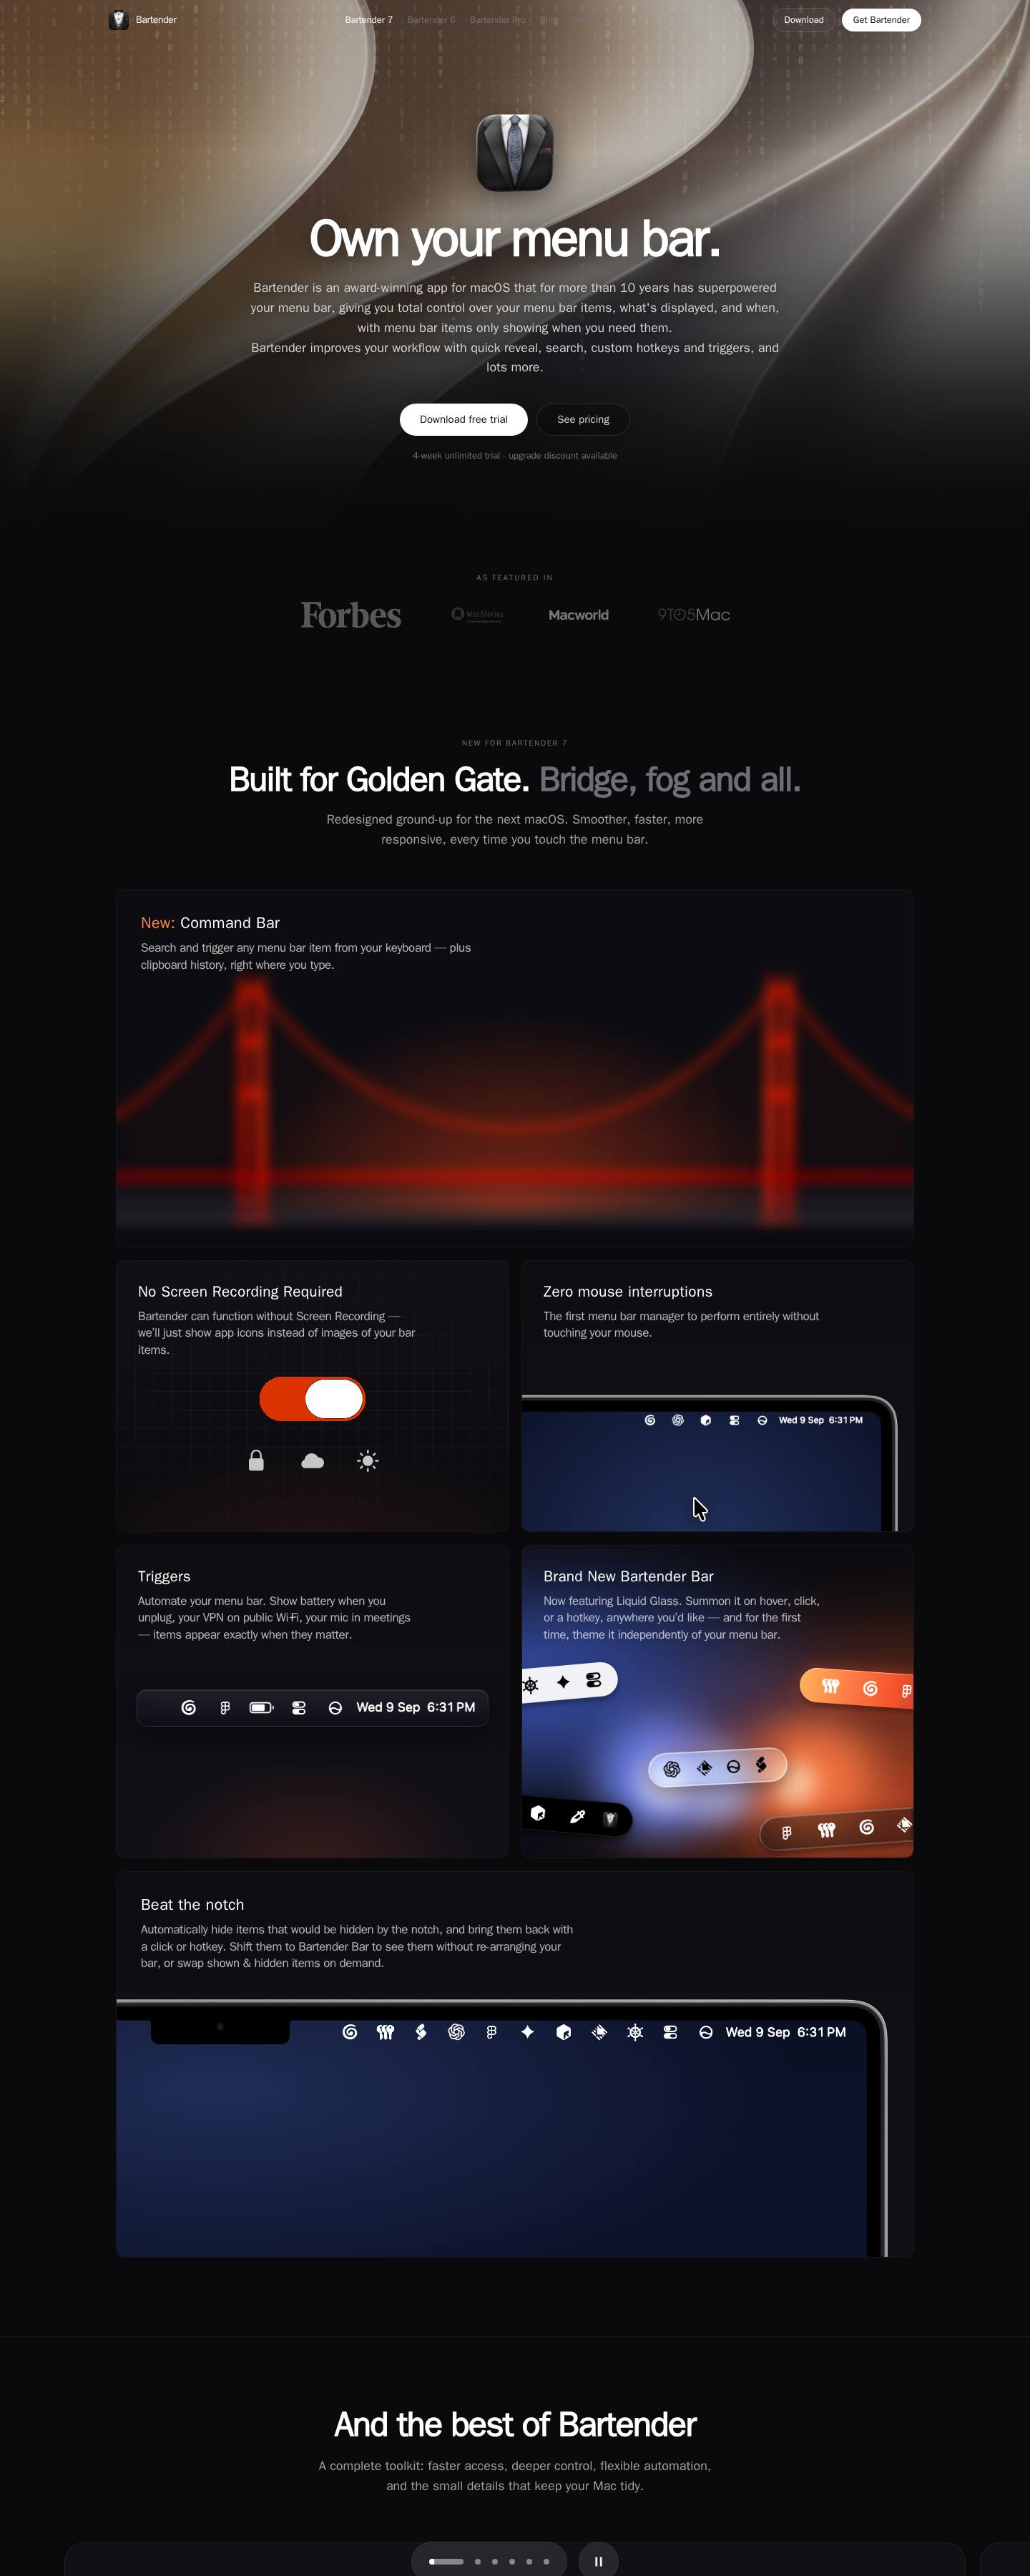 Bartender
Bartender 7 Bartender 6 Bartender Pro Blog
Download Get Bartender
Own your menu bar.
Bartender is an award-winning app for macOS that for more than 10 years has superpowered
your menu bar, giving you total control over your menu bar items, what's displayed, and when,
with menu bar items only showing when you need them.
Bartender improves your workflow with quick reveal, search, custom hotkeys and triggers, and
lots more.
Download free trial See pricing
4-week unlimited trial - upgrade discount available
AS FEATURED IN
Forbes MacStories Macworld 9TO5Mac
NEW FOR BARTENDER 7
Built for Golden Gate. Bridge, fog and all.
Redesigned ground-up for the next macOS. Smoother, faster, more
responsive, every time you touch the menu bar.
New: Command Bar
Search and trigger any menu bar item from your keyboard — plus
clipboard history, right where you type.
No Screen Recording Required
Bartender can function without Screen Recording —
we'll just show app icons instead of images of your bar
items.
Zero mouse interruptions
The first menu bar manager to perform entirely without
touching your mouse.
Wed 9 Sep 6:31 PM
Triggers
Automate your menu bar. Show battery when you
unplug, your VPN on public Wi-Fi, your mic in meetings
— items appear exactly when they matter.
Wed 9 Sep 6:31 PM
Brand New Bartender Bar
Now featuring Liquid Glass. Summon it on hover, click,
or a hotkey, anywhere you'd like — and for the first
time, theme it independently of your menu bar.
Beat the notch
Automatically hide items that would be hidden by the notch, and bring them back with
a click or hotkey. Shift them to Bartender Bar to see them without re-arranging your
bar, or swap shown & hidden items on demand.
Wed 9 Sep 6:31 PM
And the best of Bartender
A complete toolkit: faster access, deeper control, flexible automation,
and the small details that keep your Mac tidy.